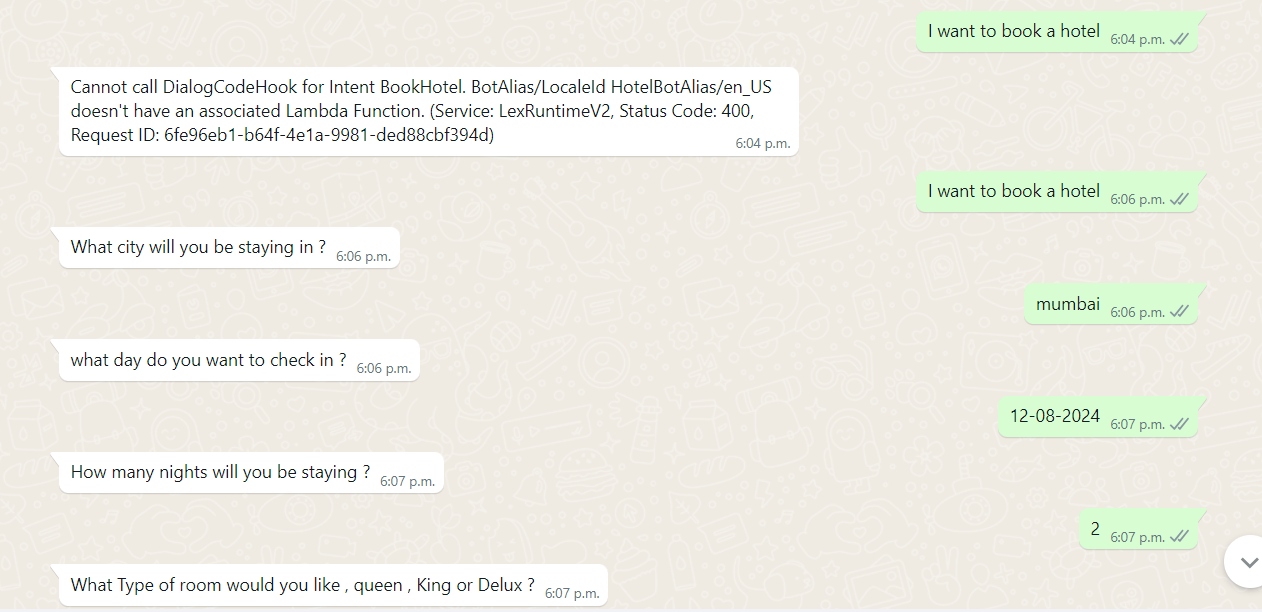 I want to book a hotel 6:04 p.m.
Cannot call DialogCodeHook for Intent BookHotel. BotAlias/LocaleId HotelBotAlias/en_US
doesn't have an associated Lambda Function. (Service: LexRuntimeV2, Status Code: 400,
Request ID: 6fe96eb1-b64f-4e1a-9981-ded88cbf394d)
6:04 p.m.
I want to book a hotel 6:06 p.m.
What city will you be staying in ? 6:06 p.m.
mumbai 6:06 p.m.
what day do you want to check in ? 6:06 p.m.
12-08-2024 6:07 p.m.
How many nights will you be staying ? 6:07 p.m.
2 6:07 p.m.
What Type of room would you like , queen , King or Delux ? 6:07 p.m.